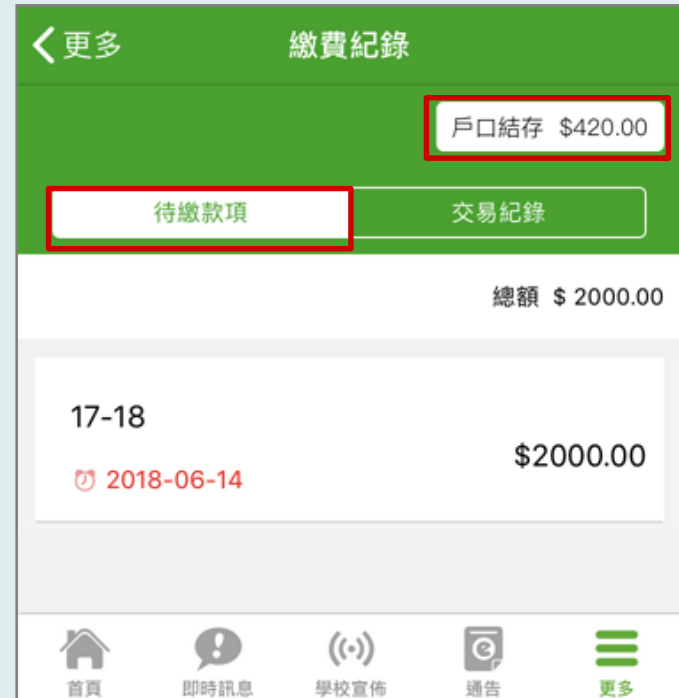 更多 繳費紀錄
戶口結存 $420.00
待繳款項 交易紀錄
總額 $ 2000.00
17-18
$2000.00
2018-06-14
首頁 即時訊息 學校宣佈 通告 更多